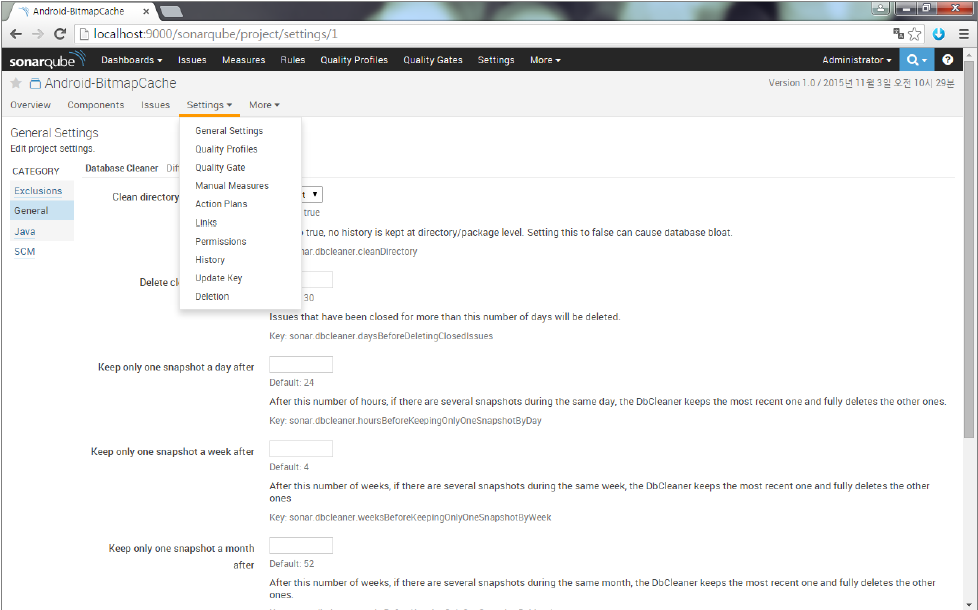 Android-BitmapCache
localhost:9000/sonarqube/project/settings/1
sonarqube Dashboards Issues Measures Rules Quality Profiles Quality Gates Settings More Administrator
Android-BitmapCache Version 1.0 / 2015년 11월 3일 오전 10시 29분
Overview Components Issues Settings More
General Settings
Edit project settings.
CATEGORY
Exclusions
General
Java
SCM
General Settings
Quality Profiles
Quality Gate
Manual Measures
Action Plans
Links
Permissions
History
Update Key
Deletion
Database Cleaner
Clean directory
true
true, no history is kept at directory/package level. Setting this to false can cause database bloat.
nar.dbcleaner.cleanDirectory
Delete
30
Issues that have been closed for more than this number of days will be deleted.
Key: sonar.dbcleaner.daysBeforeDeletingClosedIssues
Keep only one snapshot a day after
Default: 24
After this number of hours, if there are several snapshots during the same day, the DbCleaner keeps the most recent one and fully deletes the other ones.
Key: sonar.dbcleaner.hoursBeforeKeepingOnlyOneSnapshotByDay
Keep only one snapshot a week after
Default: 4
After this number of weeks, if there are several snapshots during the same week, the DbCleaner keeps the most recent one and fully deletes the other
ones
Key: sonar.dbcleaner.weeksBeforeKeepingOnlyOneSnapshotByWeek
Keep only one snapshot a month
after
Default: 52
After this number of weeks, if there are several snapshots during the same month, the DbCleaner keeps the most recent one and fully deletes the other
ones.